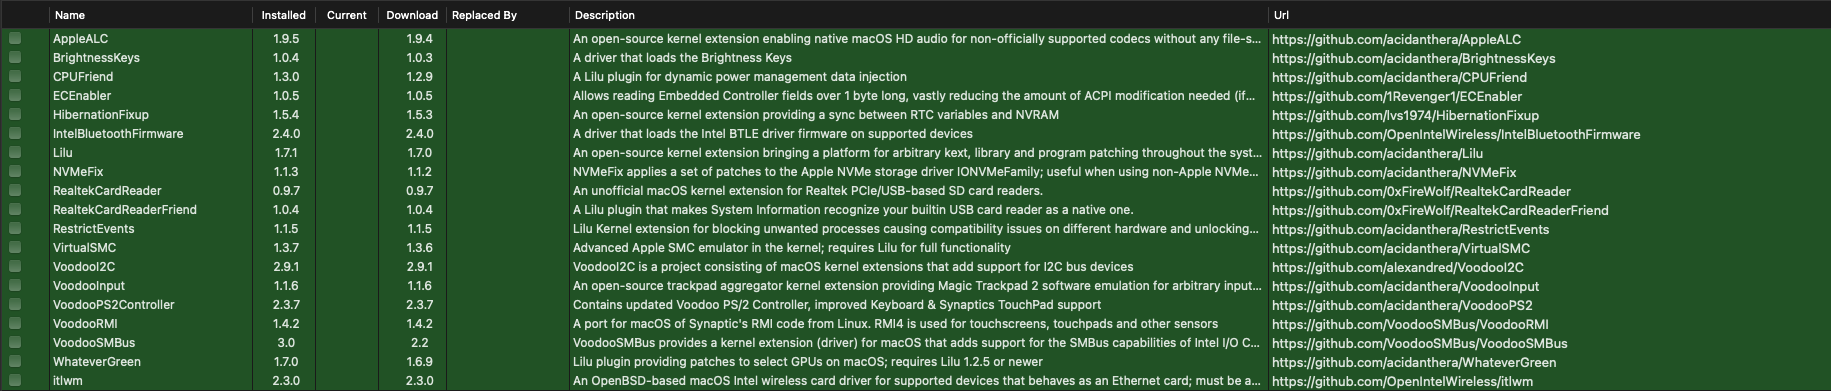 Name Installed Current Download Replaced By Description Url
AppleALC 1.9.5 1.9.4 An open-source kernel extension enabling native macOS HD audio for non-officially supported codecs without any file-s... https://github.com/acidanthera/AppleALC
BrightnessKeys 1.0.4 1.0.3 A driver that loads the Brightness Keys https://github.com/acidanthera/BrightnessKeys
CPUFriend 1.3.0 1.2.9 A Lilu plugin for dynamic power management data injection https://github.com/acidanthera/CPUFriend
ECEnabler 1.0.5 1.0.5 Allows reading Embedded Controller fields over 1 byte long, vastly reducing the amount of ACPI modification needed (if... https://github.com/1Revenger1/ECEnabler
HibernationFixup 1.5.4 1.5.3 An open-source kernel extension providing a sync between RTC variables and NVRAM https://github.com/lvs1974/HibernationFixup
IntelBluetoothFirmware 2.4.0 2.4.0 A driver that loads the Intel BTLE driver firmware on supported devices https://github.com/OpenIntelWireless/IntelBluetoothFirmware
Lilu 1.7.1 1.7.0 An open-source kernel extension bringing a platform for arbitrary kext, library and program patching throughout the syst... https://github.com/acidanthera/Lilu
NVMeFix 1.1.3 1.1.2 NVMeFix applies a set of patches to the Apple NVMe storage driver IONVMeFamily; useful when using non-Apple NVMe... https://github.com/acidanthera/NVMeFix
RealtekCardReader 0.9.7 0.9.7 An unofficial macOS kernel extension for Realtek PCIe/USB-based SD card readers. https://github.com/0xFireWolf/RealtekCardReader
RealtekCardReaderFriend 1.0.4 1.0.4 A Lilu plugin that makes System Information recognize your builtin USB card reader as a native one. https://github.com/0xFireWolf/RealtekCardReaderFriend
RestrictEvents 1.1.5 1.1.5 Lilu Kernel extension for blocking unwanted processes causing compatibility issues on different hardware and unlocking... https://github.com/acidanthera/RestrictEvents
VirtualSMC 1.3.7 1.3.6 Advanced Apple SMC emulator in the kernel; requires Lilu for full functionality https://github.com/acidanthera/VirtualSMC
VoodooI2C 2.9.1 2.9.1 VoodooI2C is a project consisting of macOS kernel extensions that add support for I2C bus devices https://github.com/alexandred/VoodooI2C
VoodooInput 1.1.6 1.1.6 An open-source trackpad aggregator kernel extension providing Magic Trackpad 2 software emulation for arbitrary input... https://github.com/acidanthera/VoodooInput
VoodooPS2Controller 2.3.7 2.3.7 Contains updated Voodoo PS/2 Controller, improved Keyboard & Synaptics TouchPad support https://github.com/acidanthera/VoodooPS2
VoodooRMI 1.4.2 1.4.2 A port for macOS of Synaptic's RMI code from Linux. RMI4 is used for touchscreens, touchpads and other sensors https://github.com/VoodooSMBus/VoodooRMI
VoodooSMBus 3.0 2.2 VoodooSMBus provides a kernel extension (driver) for macOS that adds support for the SMBus capabilities of Intel I/O C... https://github.com/VoodooSMBus/VoodooSMBus
WhateverGreen 1.7.0 1.6.9 Lilu plugin providing patches to select GPUs on macOS; requires Lilu 1.2.5 or newer https://github.com/acidanthera/WhateverGreen
itlwm 2.3.0 2.3.0 An OpenBSD-based macOS Intel wireless card driver for supported devices that behaves as an Ethernet card; must be a... https://github.com/OpenIntelWireless/itlwm